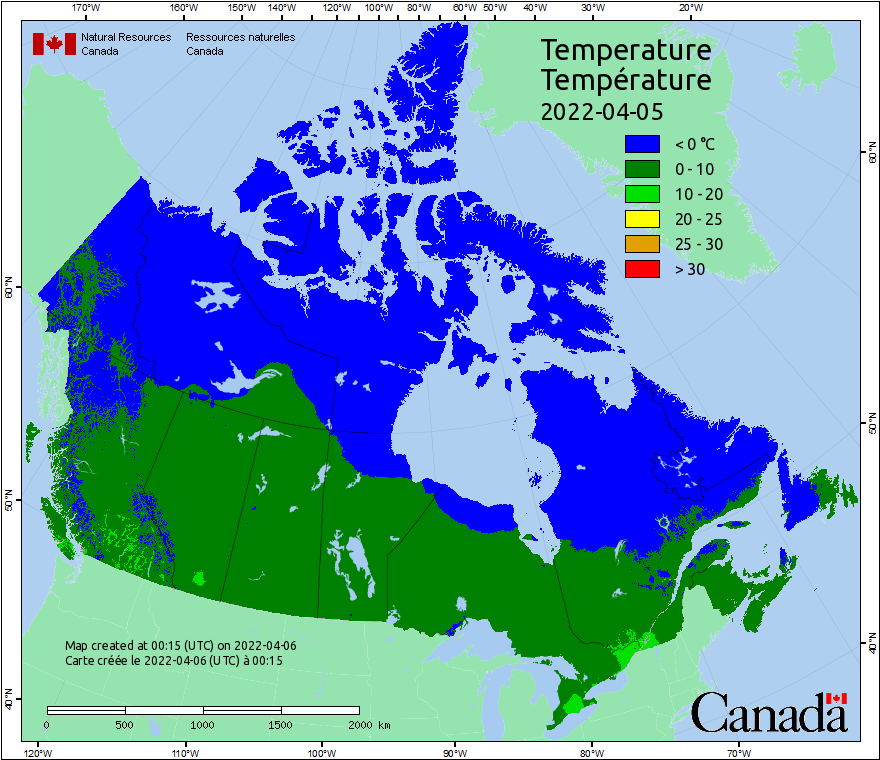 170°W 160°W 150°W 140°W 130°W 120°W 110°W 100°W 90°W 80°W 70°W 60°W 50°W 40°W 30°W 20°W
Natural Resources Ressources naturelles
Canada Canada
Temperature
Température
2022-04-05
< 0 °C
0 - 10
10 - 20
20 - 25
25 - 30
> 30
60°N
60°N
50°N
50°N
40°N
40°N
Map created at 00:15 (UTC) on 2022-04-06
Carte créée le 2022-04-06 (UTC) à 00:15
0 500 1000 1500 2000 km
Canada
120°W 110°W 100°W 90°W 80°W 70°W